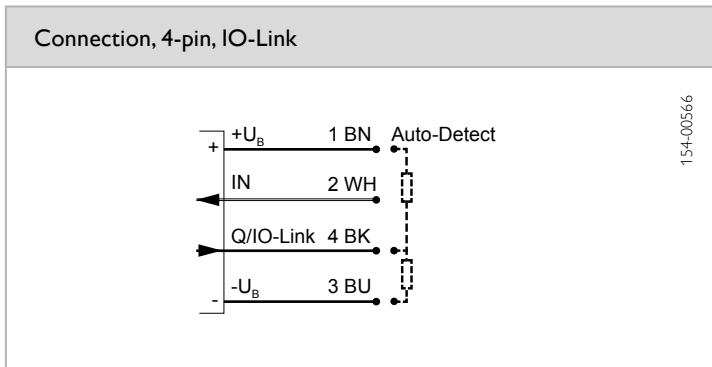 Connection, 4-pin, IO-Link
154-00566
+ +U_B 1 BN Auto-Detect
IN 2 WH
Q/IO-Link 4 BK
- -U_B 3 BU